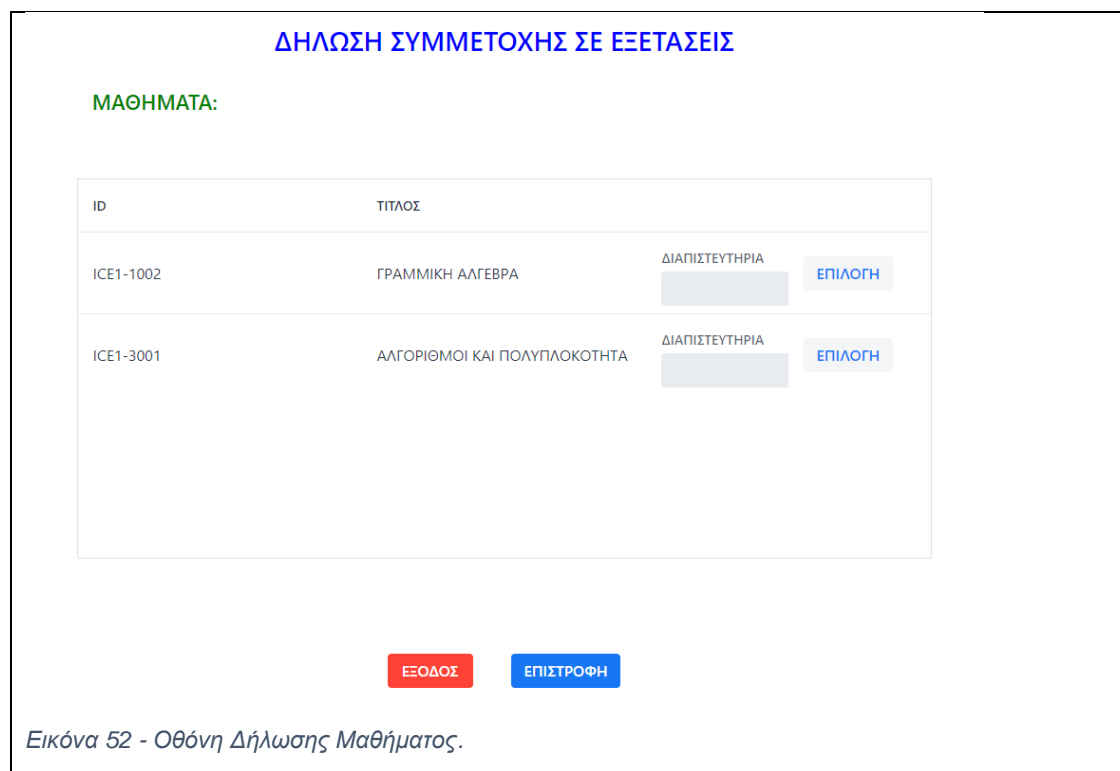 ΔΗΛΩΣΗ ΣΥΜΜΕΤΟΧΗΣ ΣΕ ΕΞΕΤΑΣΕΙΣ
ΜΑΘΗΜΑΤΑ:
ID ΤΙΤΛΟΣ
ICE1-1002 ΓΡΑΜΜΙΚΗ ΑΛΓΕΒΡΑ ΔΙΑΠΙΣΤΕΥΤΗΡΙΑ ΕΠΙΛΟΓΗ
ICE1-3001 ΑΛΓΟΡΙΘΜΟΙ ΚΑΙ ΠΟΛΥΠΛΟΚΟΤΗΤΑ ΔΙΑΠΙΣΤΕΥΤΗΡΙΑ ΕΠΙΛΟΓΗ
ΕΞΟΔΟΣ ΕΠΙΣΤΡΟΦΗ
Εικόνα 52 - Οθόνη Δήλωσης Μαθήματος.